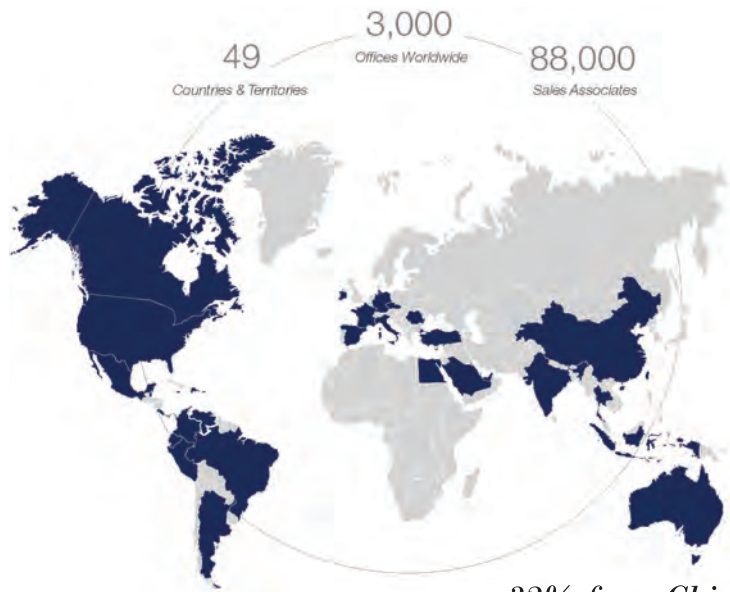 3,000
Offices Worldwide
49
Countries & Territories
88,000
Sales Associates